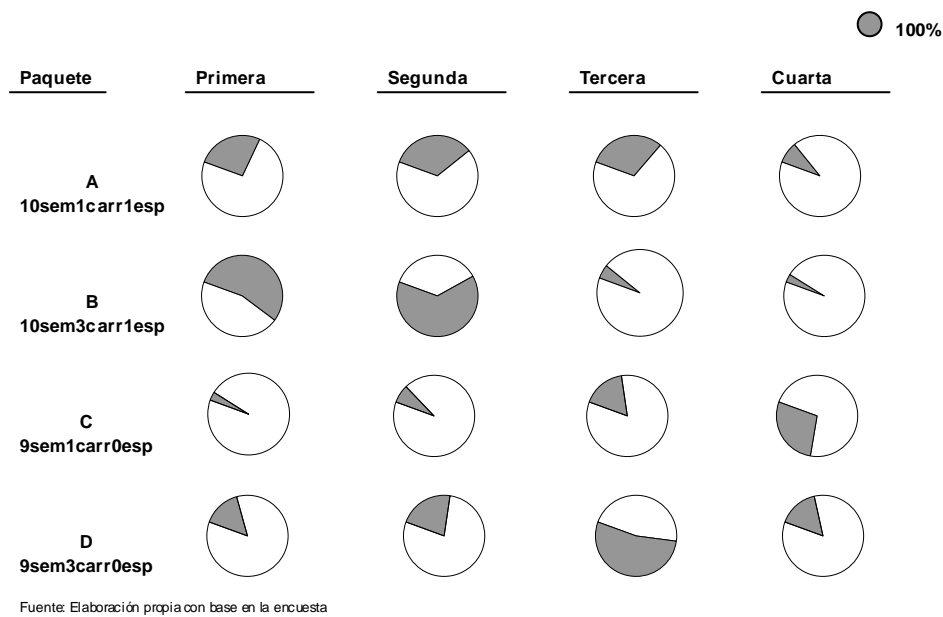 100%
Paquete Primera Segunda Tercera Cuarta
A
10sem1carr1esp
B
10sem3carr1esp
C
9sem1carr0esp
D
9sem3carr0esp
Fuente: Elaboración propia con base en la encuesta